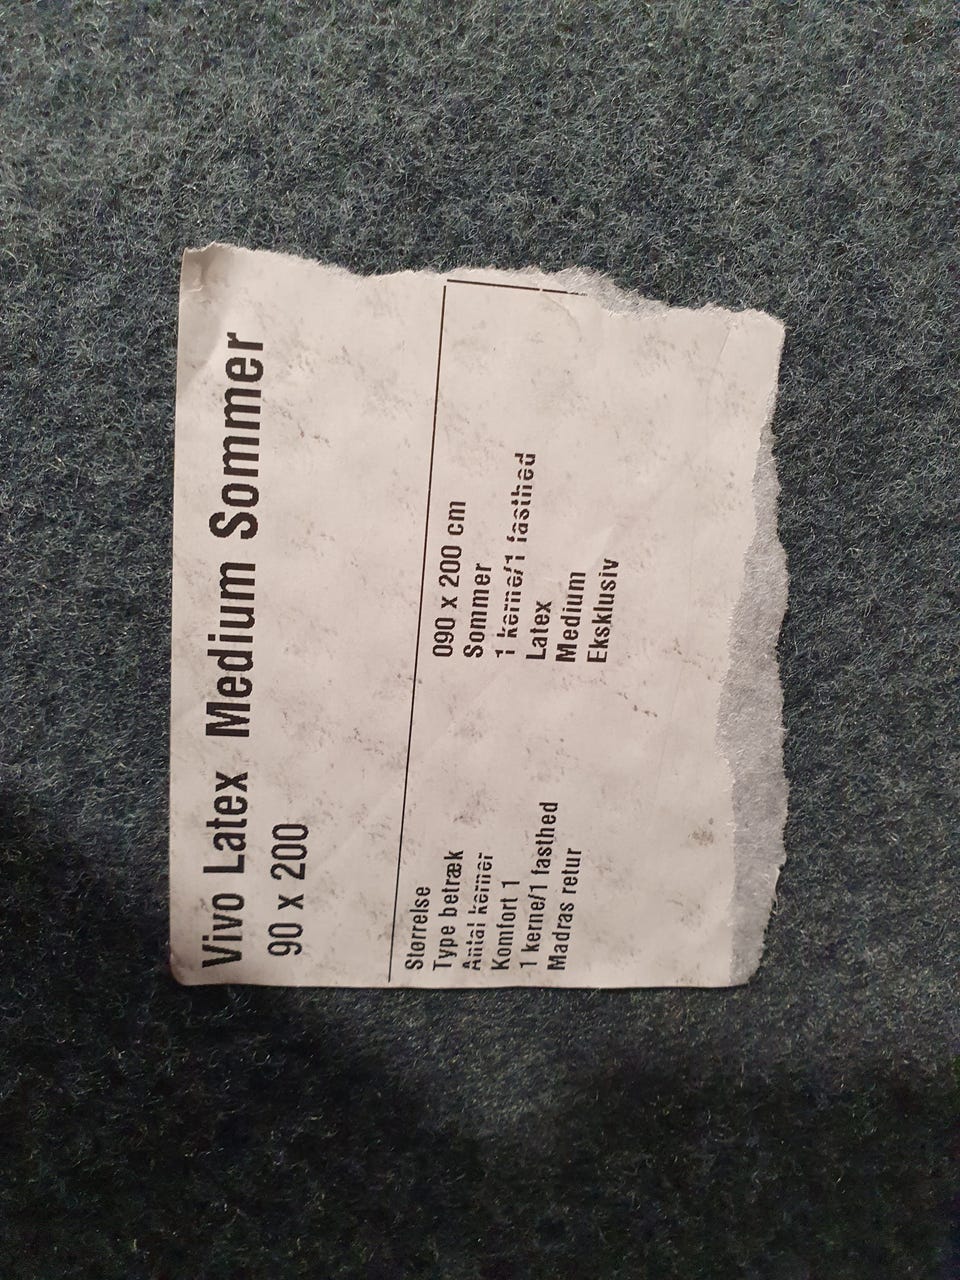 Vivo Latex Medium Sommer
90 x 200
Størrelse 090 x 200 cm
Type betræk Sommer
Antal kerner 1 kerne/1 fasthed
Komfort 1 Latex
1 kerne/1 fasthed Medium
Madras retur Eksklusiv